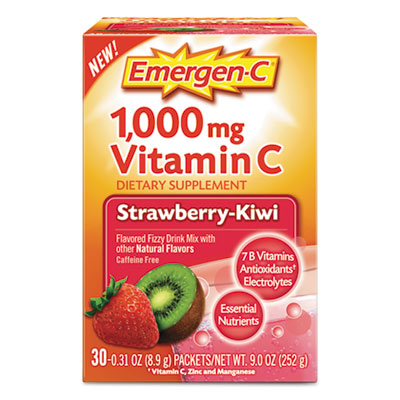 NEW!
Emergen-C®
1,000 mg
Vitamin C
DIETARY SUPPLEMENT
Strawberry-Kiwi
Flavored Fizzy Drink Mix with
other Natural Flavors
Caffeine Free
7 B Vitamins
Antioxidants†
Electrolytes
Essential
Nutrients
30-0.31 OZ (8.9 g) PACKETS/NET WT. 9.0 OZ (252 g)
†Vitamin C, Zinc and Manganese